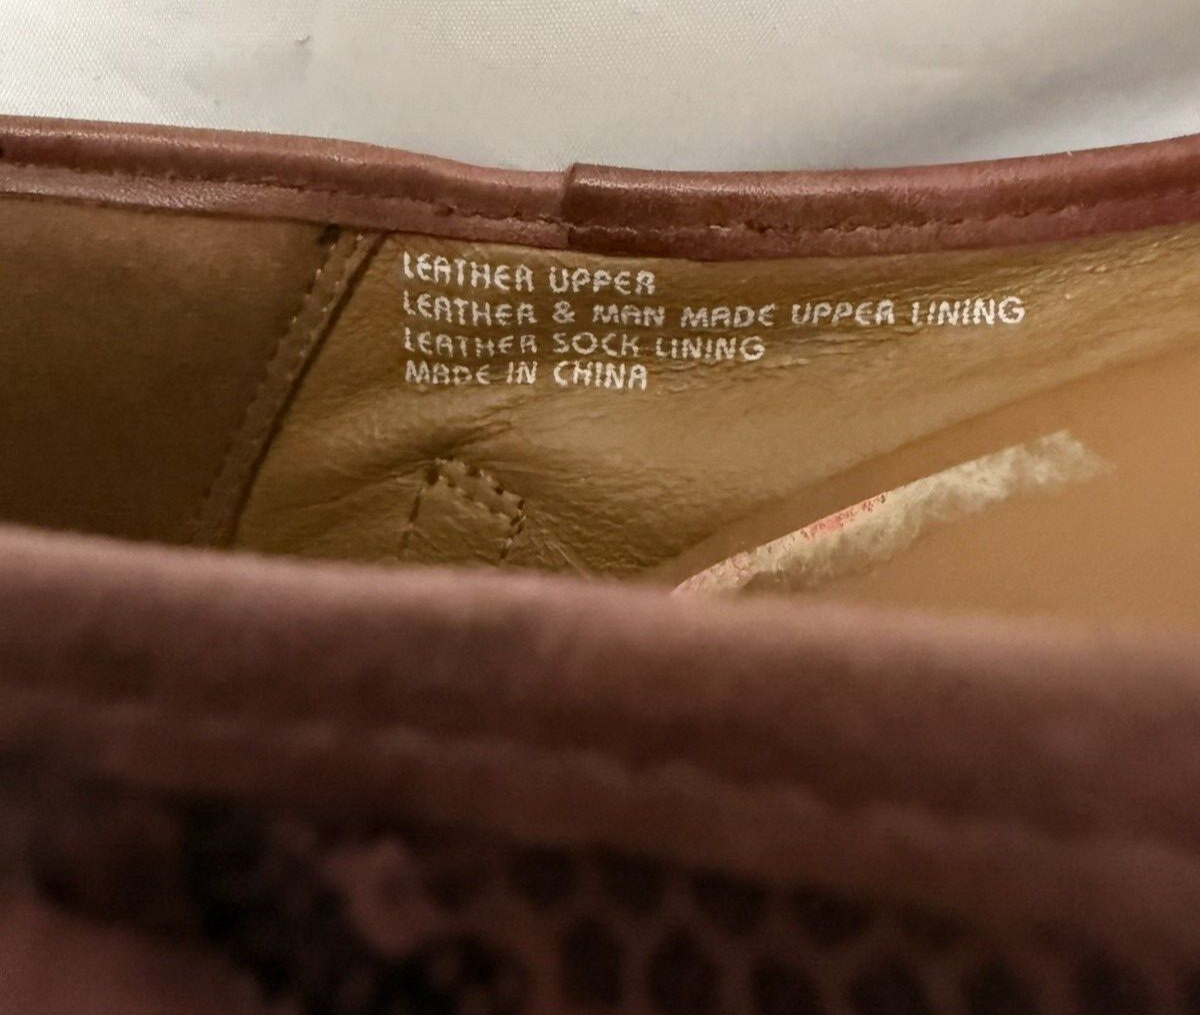 LEATHER UPPER
LEATHER & MAN MADE UPPER LINING
LEATHER SOCK LINING
MADE IN CHINA